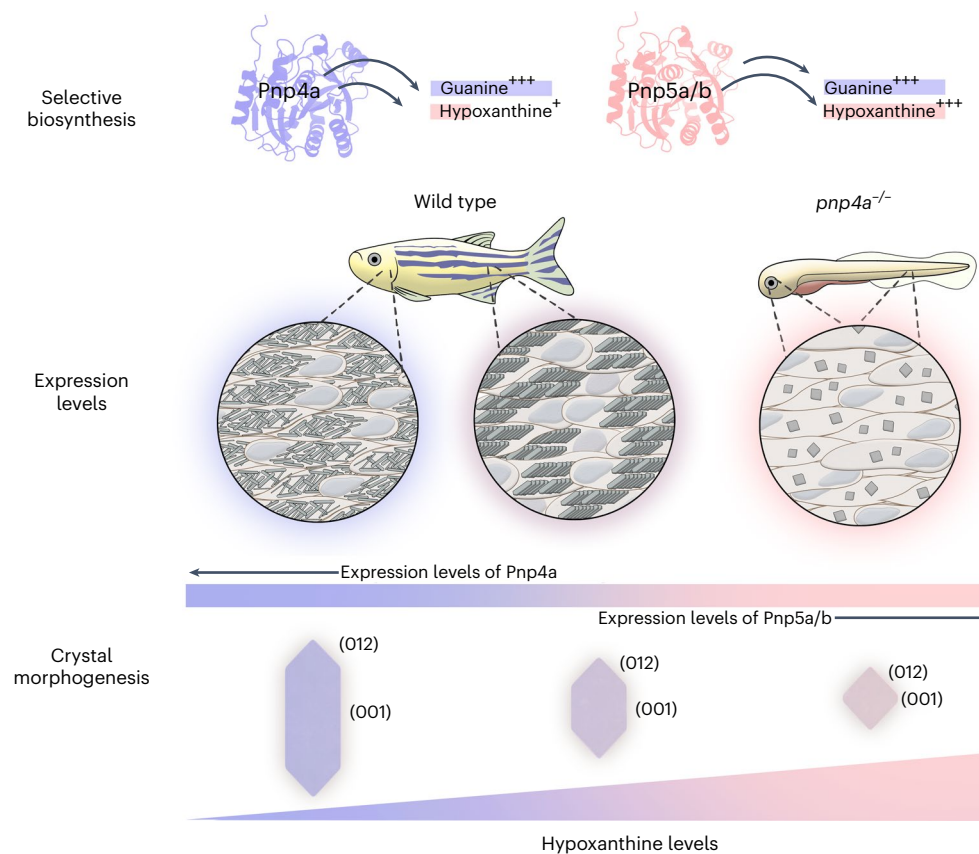 Selective
biosynthesis
Pnp4a
Guanine+++
Hypoxanthine+
Pnp5a/b
Guanine+++
Hypoxanthine+++
Wild type
pnp4a−/−
Expression
levels
Expression levels of Pnp4a
Expression levels of Pnp5a/b
Crystal
morphogenesis
(012)
(001)
(012)
(001)
(012)
(001)
Hypoxanthine levels